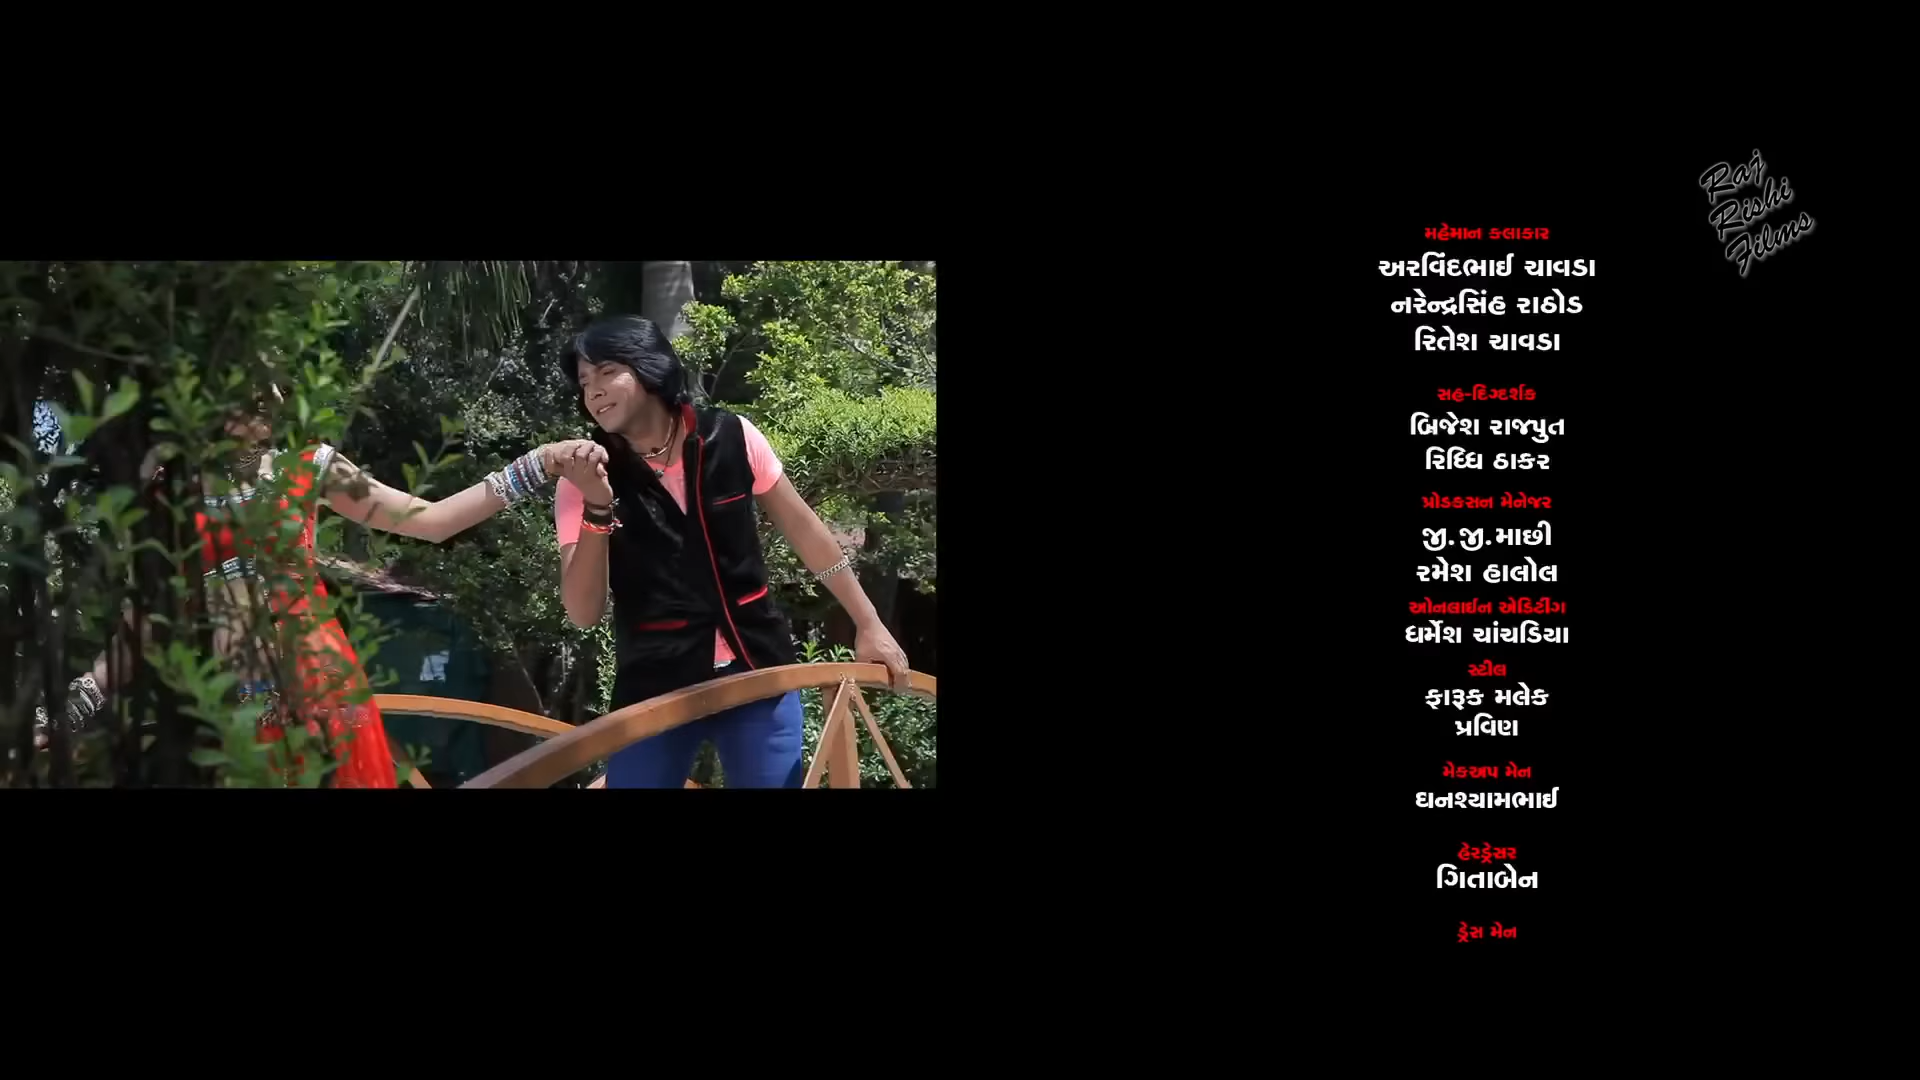 Raj
Rishi
Films
મહેમાન કલાકાર
અરવિંદભાઈ ચાવડા
નરેન્દ્રસિંહ રાઠોડ
રિતેશ ચાવડા
સહ-દિગ્દર્શક
બ્રિજેશ રાજપુત
રિધ્ધિ ઠાકર
પ્રોડકશન મેનેજર
જી.જી.માછી
રમેશ હાલોલ
ઓનલાઈન એડિટીંગ
ધર્મેશ ચાંચડિયા
સ્ટીલ
ફારૂક મલેક
પ્રવિણ
મેકઅપ મેન
ઘનશ્યામભાઈ
હેરડ્રેસર
ગિતાબેન
ડ્રેસ મેન